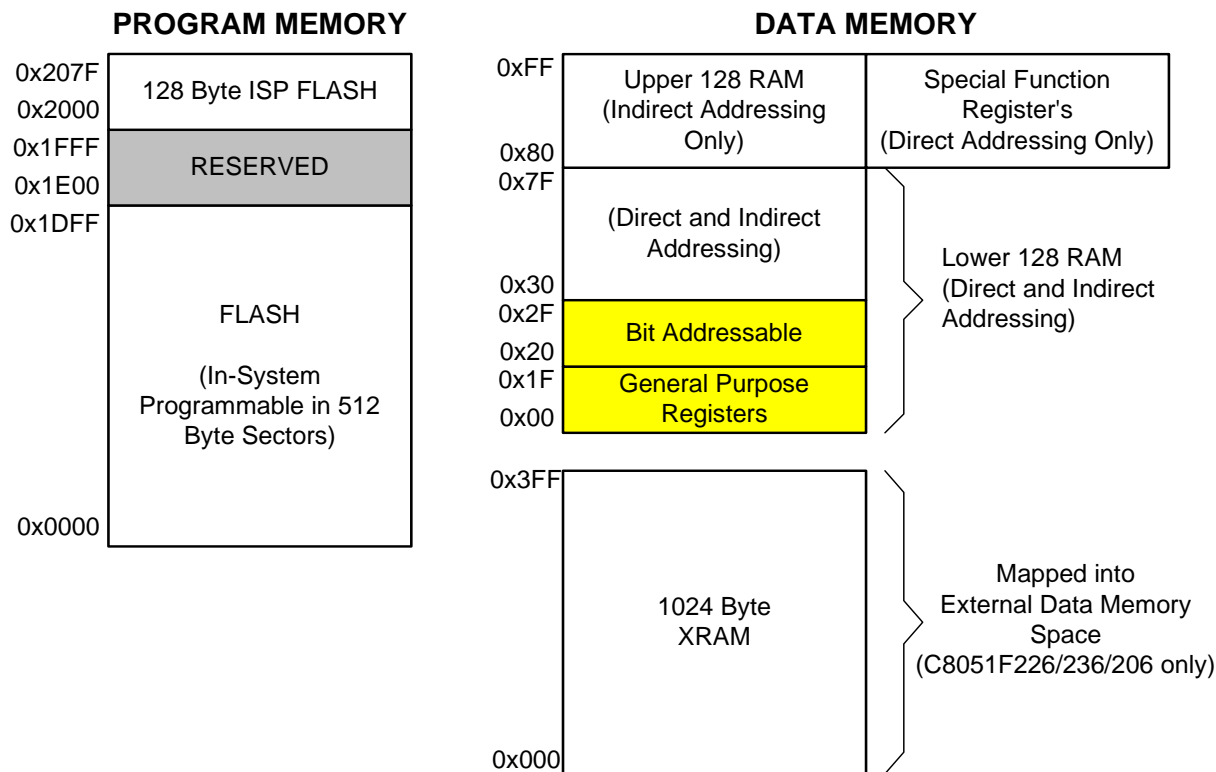 PROGRAM MEMORY
0x207F
0x2000
128 Byte ISP FLASH
0x1FFF
0x1E00
RESERVED
0x1DFF
FLASH
(In-System
Programmable in 512
Byte Sectors)
0x0000
DATA MEMORY
0xFF
Upper 128 RAM
(Indirect Addressing
Only)
0x80
Special Function
Register's
(Direct Addressing Only)
0x7F
(Direct and Indirect
Addressing)
0x30
0x2F
Bit Addressable
0x20
0x1F
General Purpose
Registers
0x00
Lower 128 RAM
(Direct and Indirect
Addressing)
0x3FF
1024 Byte
XRAM
0x000
Mapped into
External Data Memory
Space
(C8051F226/236/206 only)